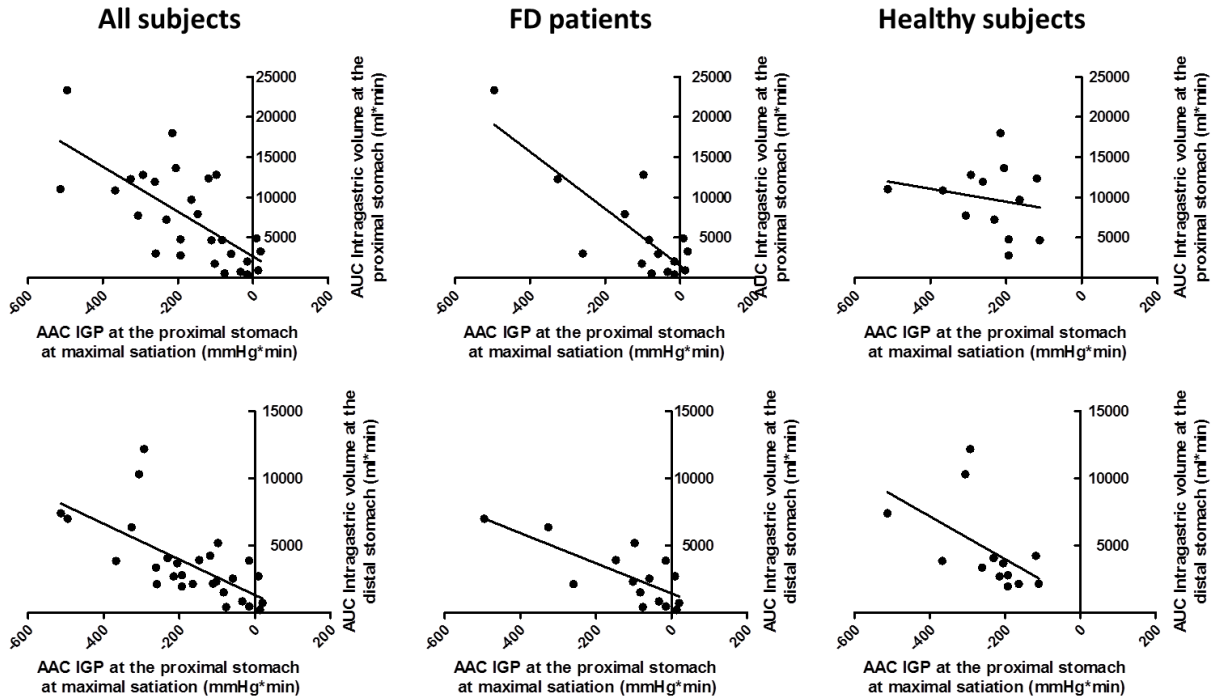 All subjects
FD patients
Healthy subjects
25000
20000
15000
10000
5000
0
-600
-400
-200
0
200
AUC Intragastric volume at the
proximal stomach (ml*min)
AAC IGP at the proximal stomach
at maximal satiation (mmHg*min)
25000
20000
15000
10000
5000
0
-600
-400
-200
0
200
AUC Intragastric volume at the
proximal stomach (ml*min)
AAC IGP at the proximal stomach
at maximal satiation (mmHg*min)
25000
20000
15000
10000
5000
0
-600
-400
-200
0
200
AUC Intragastric volume at the
proximal stomach (ml*min)
AAC IGP at the proximal stomach
at maximal satiation (mmHg*min)
15000
10000
5000
0
-600
-400
-200
0
200
AUC Intragastric volume at the
distal stomach (ml*min)
AAC IGP at the proximal stomach
at maximal satiation (mmHg*min)
15000
10000
5000
0
-600
-400
-200
0
200
AUC Intragastric volume at the
distal stomach (ml*min)
AAC IGP at the proximal stomach
at maximal satiation (mmHg*min)
15000
10000
5000
0
-600
-400
-200
0
200
AUC Intragastric volume at the
distal stomach (ml*min)
AAC IGP at the proximal stomach
at maximal satiation (mmHg*min)